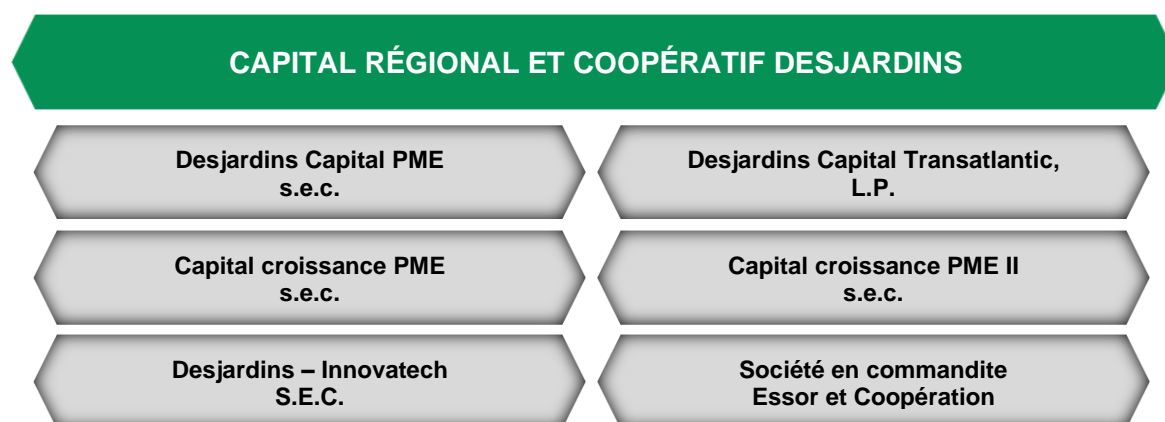 CAPITAL RÉGIONAL ET COOPÉRATIF DESJARDINS
Desjardins Capital PME
s.e.c.
Desjardins Capital Transatlantic,
L.P.
Capital croissance PME
s.e.c.
Capital croissance PME II
s.e.c.
Desjardins – Innovatech
S.E.C.
Société en commandite
Essor et Coopération